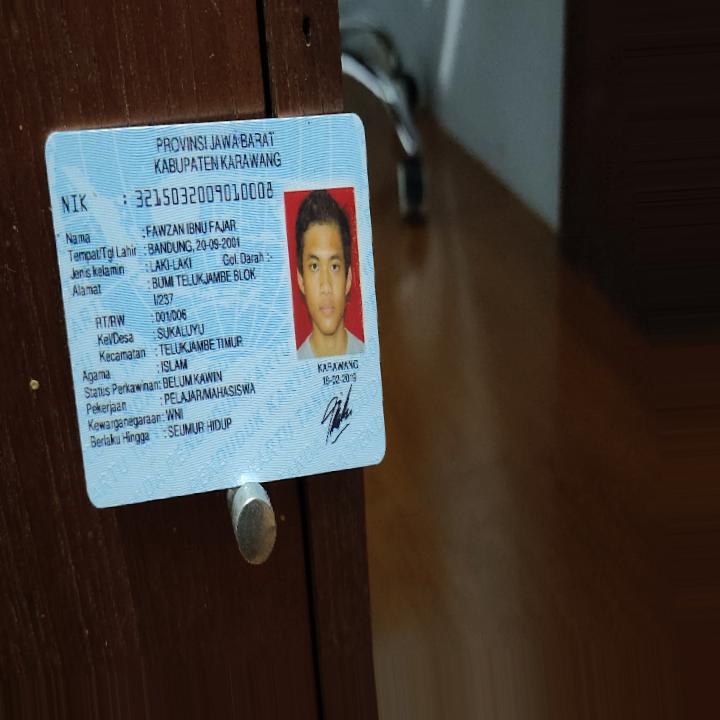 PROVINSI JAWA BARAT
KABUPATEN KARAWANG
NIK : 3215032009010008
Nama : FAWZAN IBNU FAJAR
Tempat/Tgl Lahir : BANDUNG, 20-09-2001
Jenis kelamin : LAKI-LAKI Gol. Darah :-
Alamat : BUMI TELUKJAMBE BLOK
I/237
RT/RW : 001/006
Kel/Desa : SUKALUYU
Kecamatan : TELUKJAMBE TIMUR
Agama : ISLAM
Status Perkawinan: BELUM KAWIN
Pekerjaan : PELAJAR/MAHASISWA
Kewarganegaraan: WNI
Berlaku Hingga : SEUMUR HIDUP
KARAWANG
18-02-2019